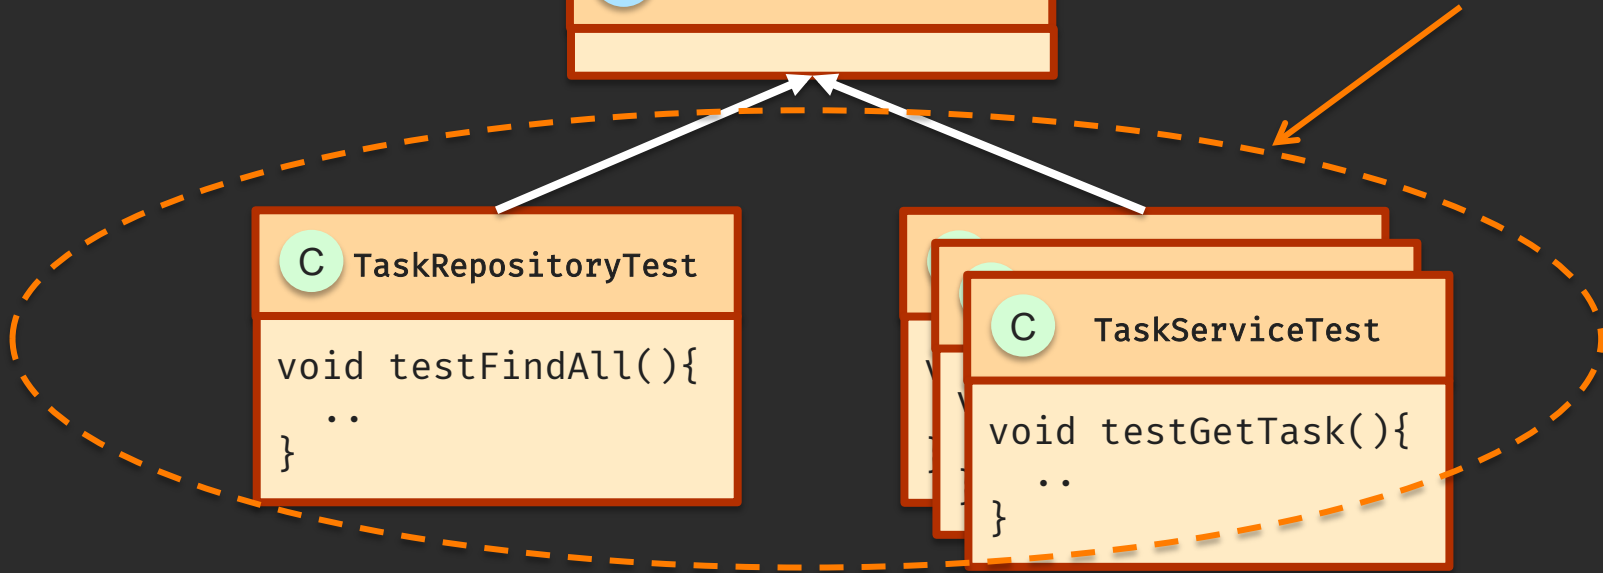 C TaskRepositoryTest
void testFindAll(){
..
}
C TaskServiceTest
void testGetTask(){
..
}